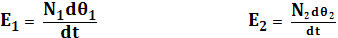 E₁ = N₁dθ₁/dt E₂ = N₂dθ₂/dt